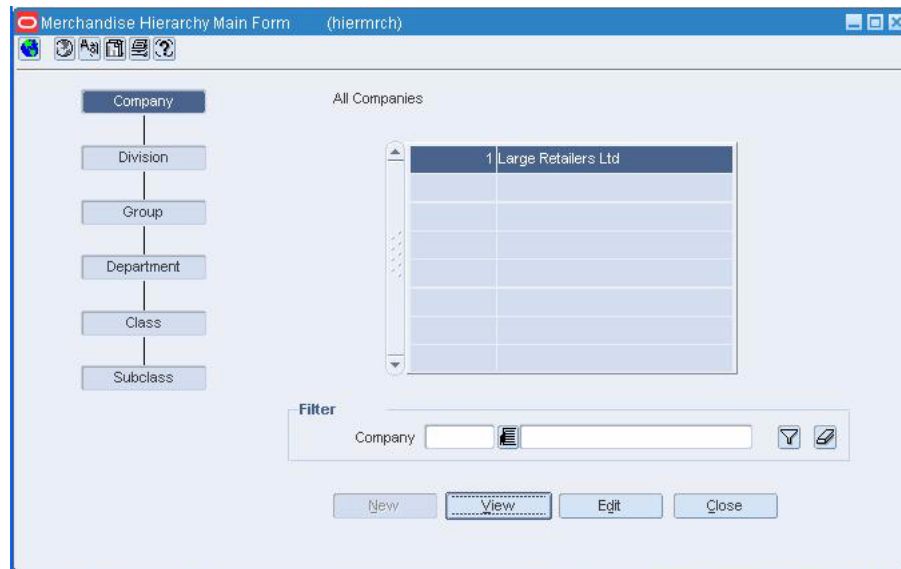 Merchandise Hierarchy Main Form (hiermrch)
Company
All Companies
Division
1 Large Retailers Ltd
Group
Department
Class
Subclass
Filter
Company
New View Edit Close